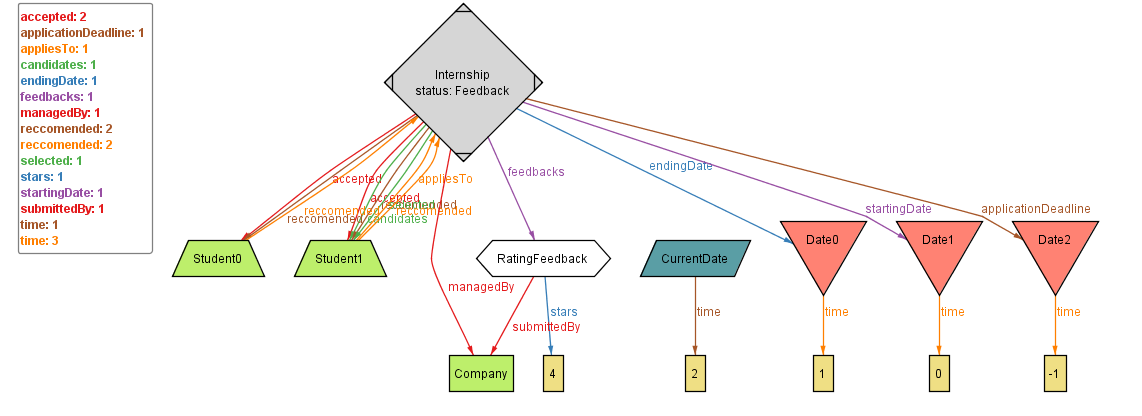 accepted: 2
applicationDeadline: 1
appliesTo: 1
candidates: 1
endingDate: 1
feedbacks: 1
managedBy: 1
reccomended: 2
reccomended: 2
selected: 1
stars: 1
startingDate: 1
submittedBy: 1
time: 1
time: 3
Internship
status: Feedback
endingDate
feedbacks
accepted
appliesTo
accepted
reccomended
reccomended
reccomended
reccomended
candidates
startingDate
applicationDeadline
Student0
Student1
RatingFeedback
CurrentDate
Date0
Date1
Date2
managedBy
stars
submittedBy
time
time
time
time
Company
4
2
1
0
-1